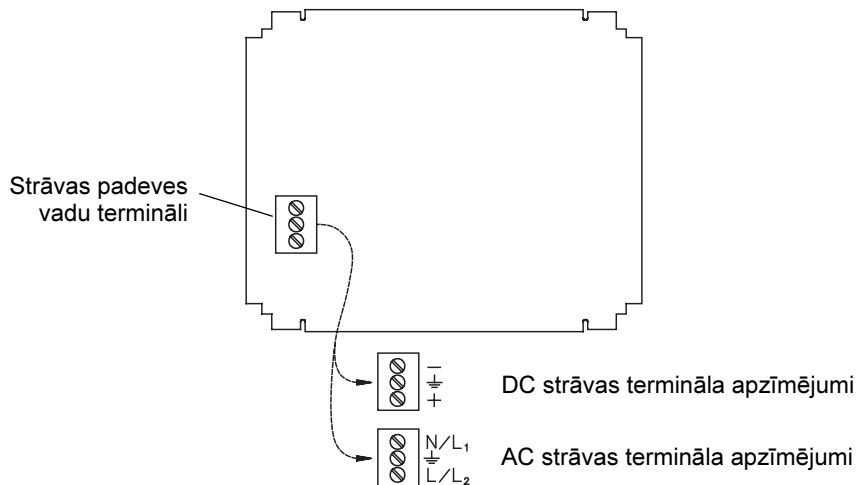 Strāvas padeves
vadu termināli
−
⏚
+
DC strāvas termināla apzīmējumi
N/L₁
⏚
L/L₂
AC strāvas termināla apzīmējumi